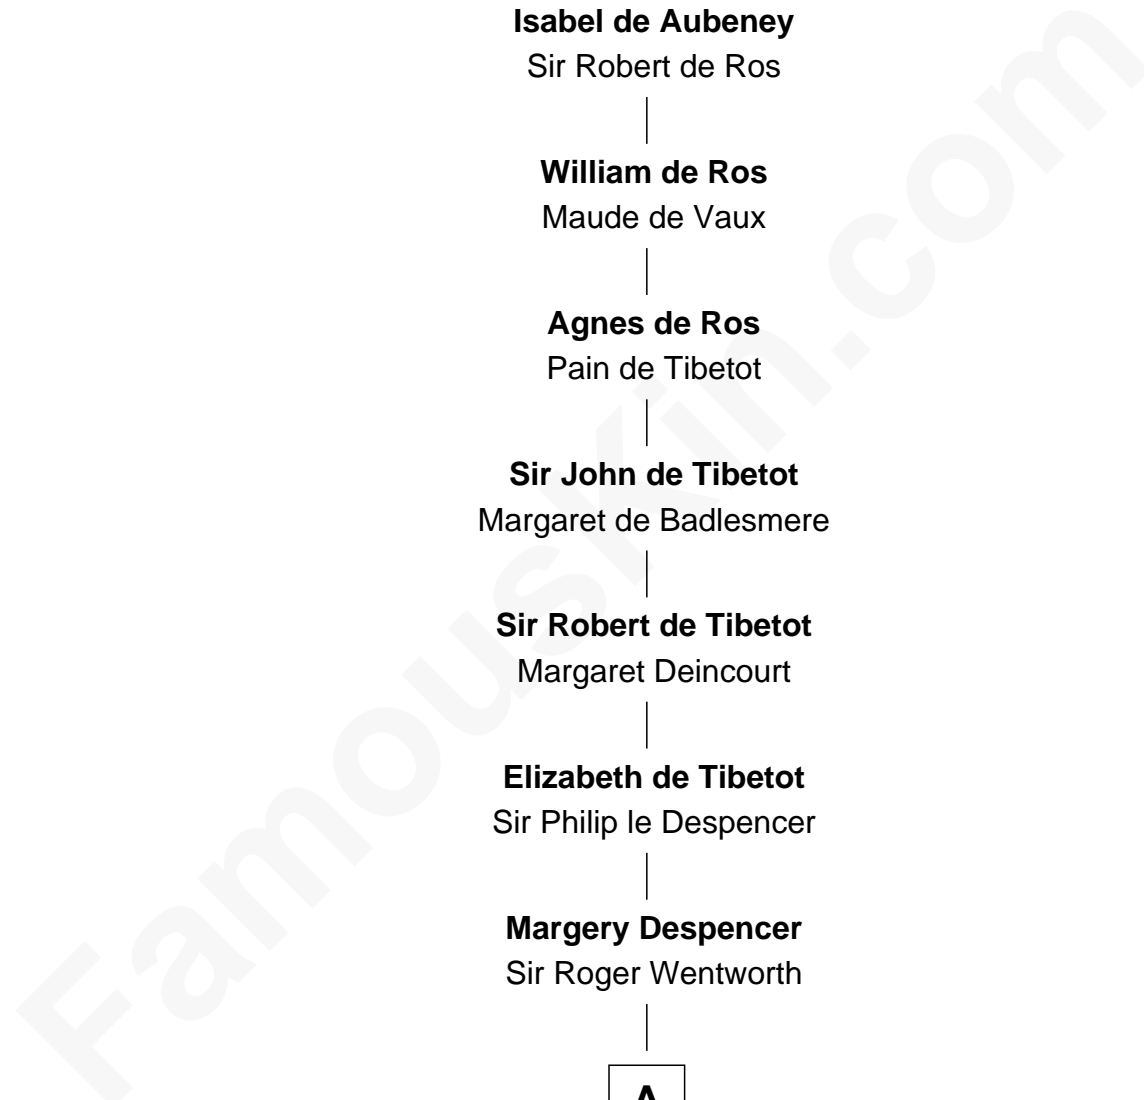 Isabel de Aubeney
Sir Robert de Ros
William de Ros
Maude de Vaux
Agnes de Ros
Pain de Tibetot
Sir John de Tibetot
Margaret de Badlesmere
Sir Robert de Tibetot
Margaret Deincourt
Elizabeth de Tibetot
Sir Philip le Despencer
Margery Despencer
Sir Roger Wentworth
A
FamousKin.com